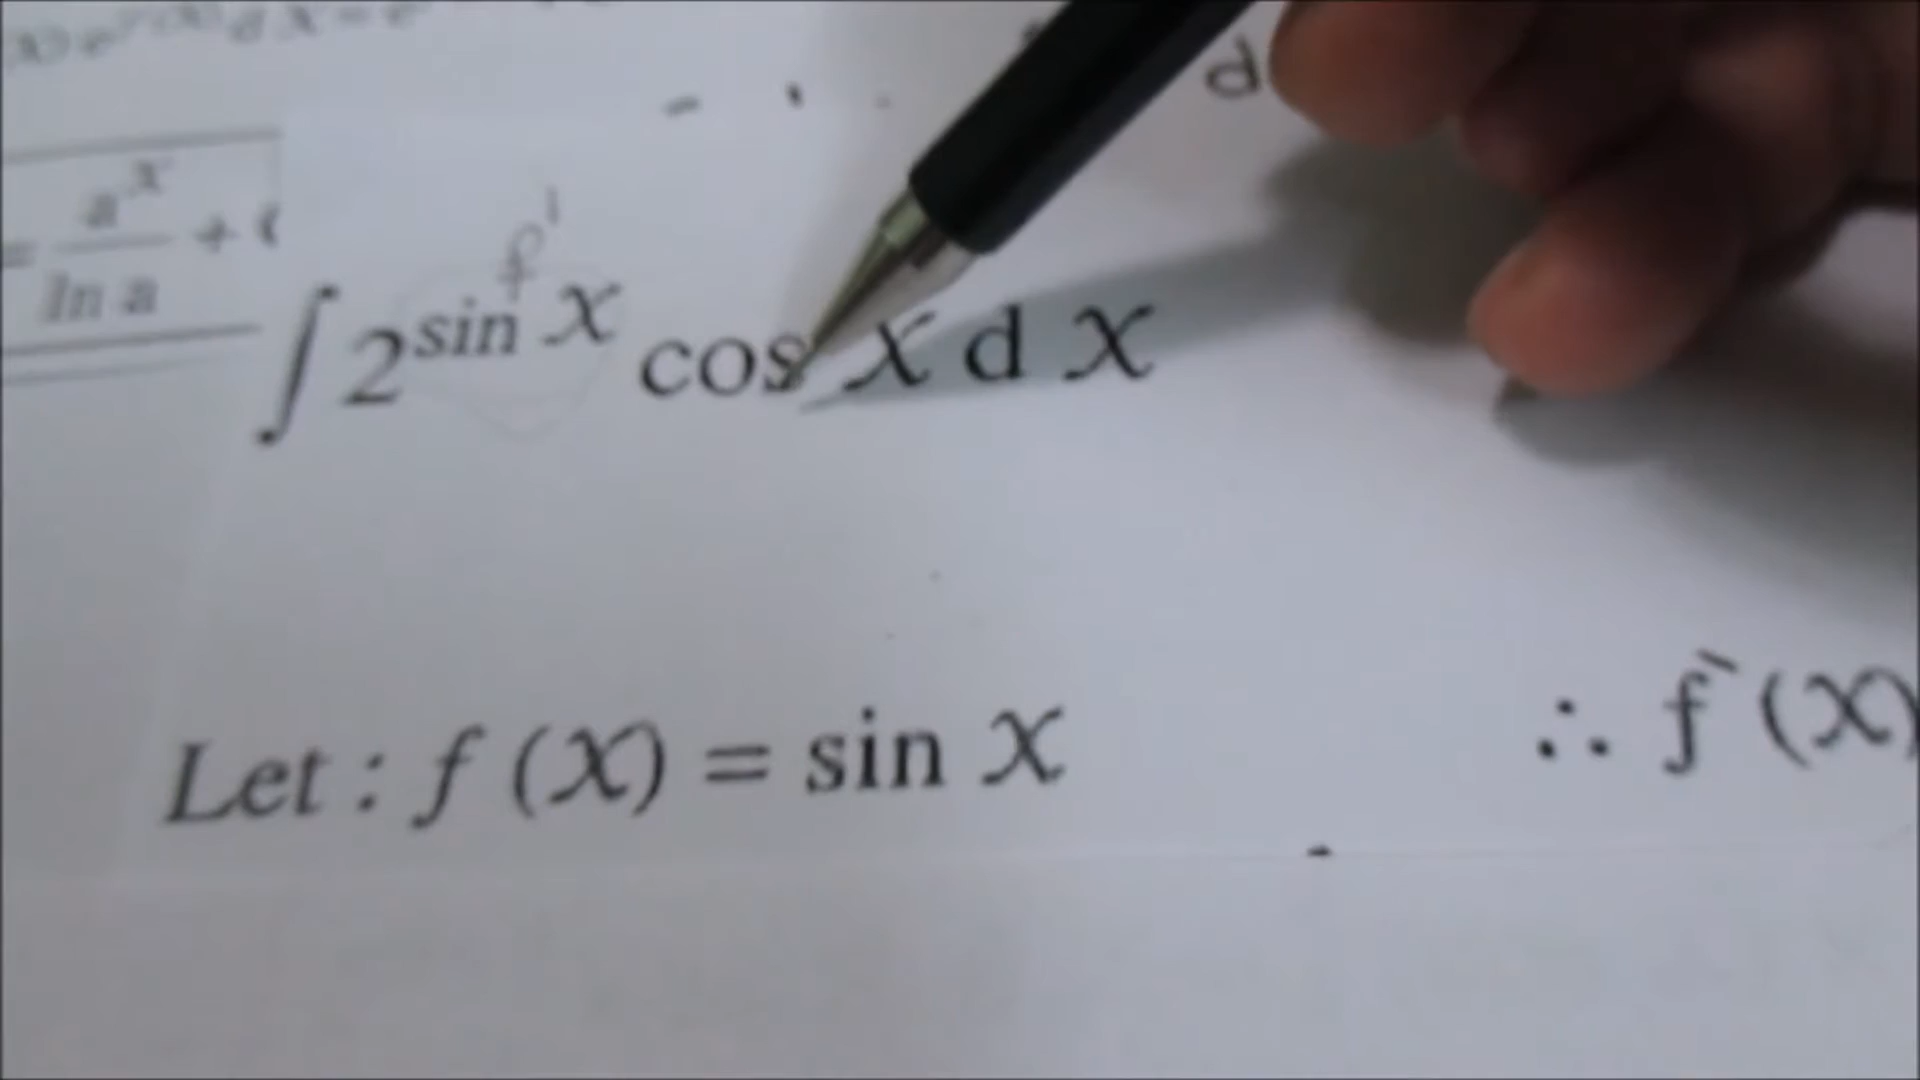 d
= a^x / ln a + C
f'
∫ 2^sin x cos x d x
Let : f (x) = sin x ∴ f`(x)